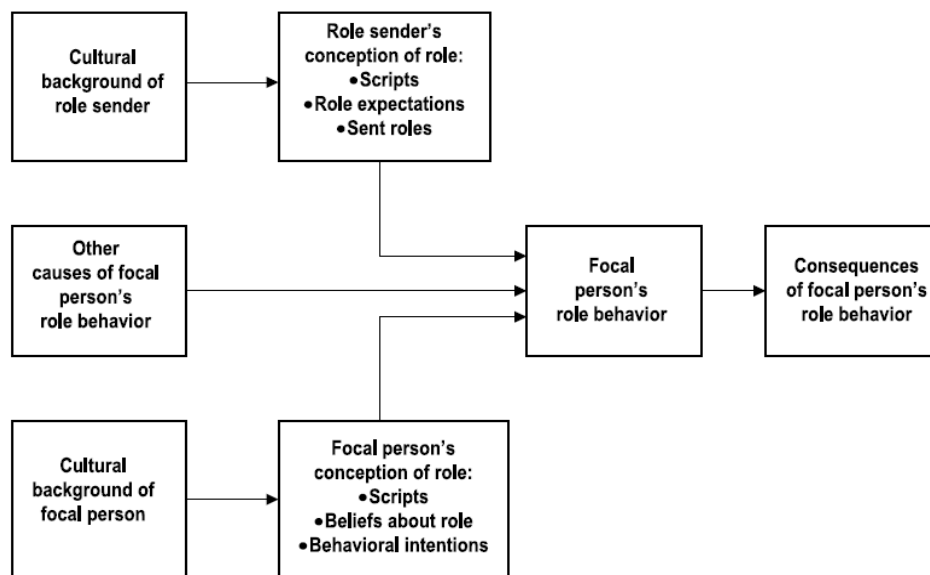 Cultural
background of
role sender
Role sender’s
conception of role:
•Scripts
•Role expectations
•Sent roles
Other
causes of focal
person’s
role behavior
Focal
person’s
role behavior
Consequences
of focal person’s
role behavior
Cultural
background of
focal person
Focal person’s
conception of role:
•Scripts
•Beliefs about role
•Behavioral intentions